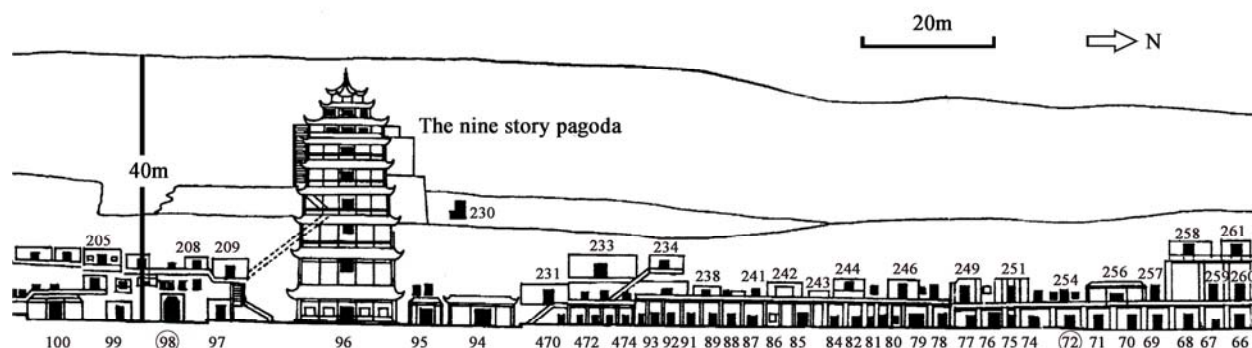 20m
N
The nine story pagoda
40m
230
205 208 209 233 234 258 261
231 238 241 242 243 244 246 249 251 254 256 257 259 260
100 99 98 97 96 95 94 470 472 474 93 92 91 89 88 87 86 85 84 82 81 80 79 78 77 76 75 74 72 71 70 69 68 67 66